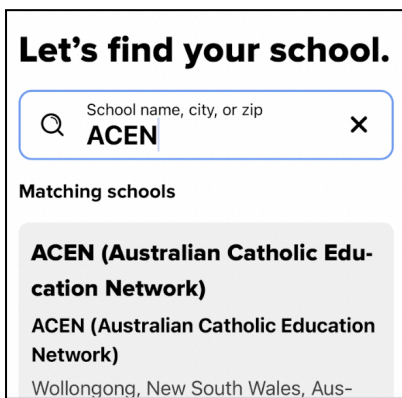 Let’s find your school.
School name, city, or zip
ACEN
Matching schools
ACEN (Australian Catholic Edu-
cation Network)
ACEN (Australian Catholic Education
Network)
Wollongong, New South Wales, Aus-